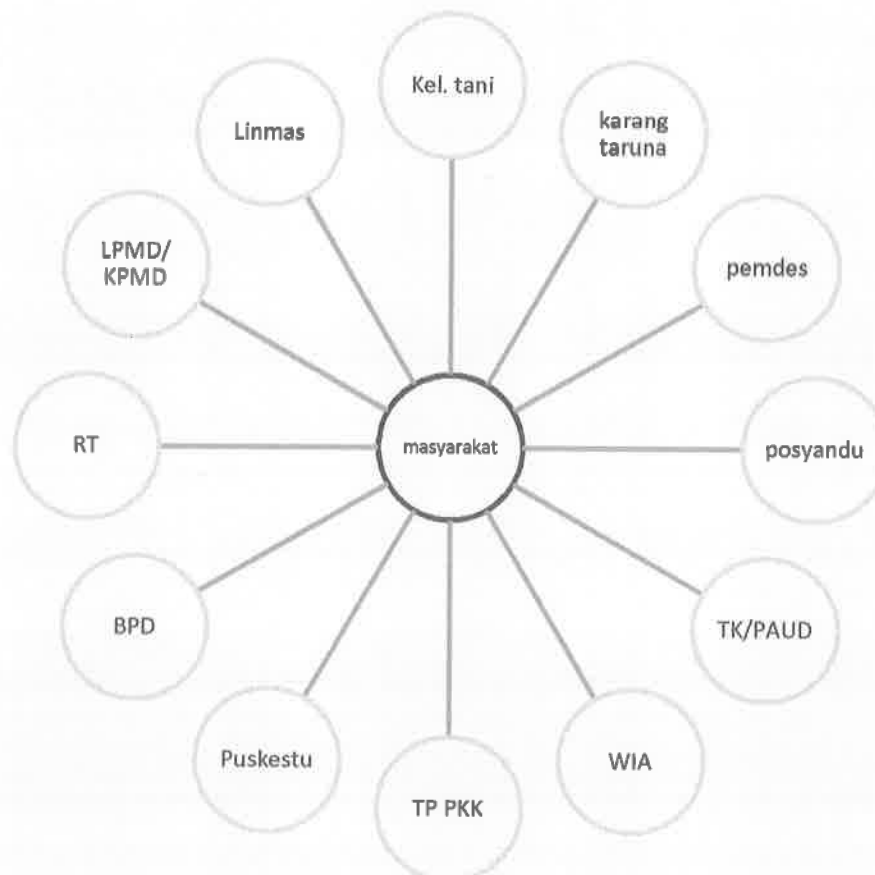 Kel. tani
karang
taruna
pemdes
posyandu
TK/PAUD
WIA
TP PKK
Puskestu
BPD
RT
LPMD/
KPMD
Linmas
masyarakat